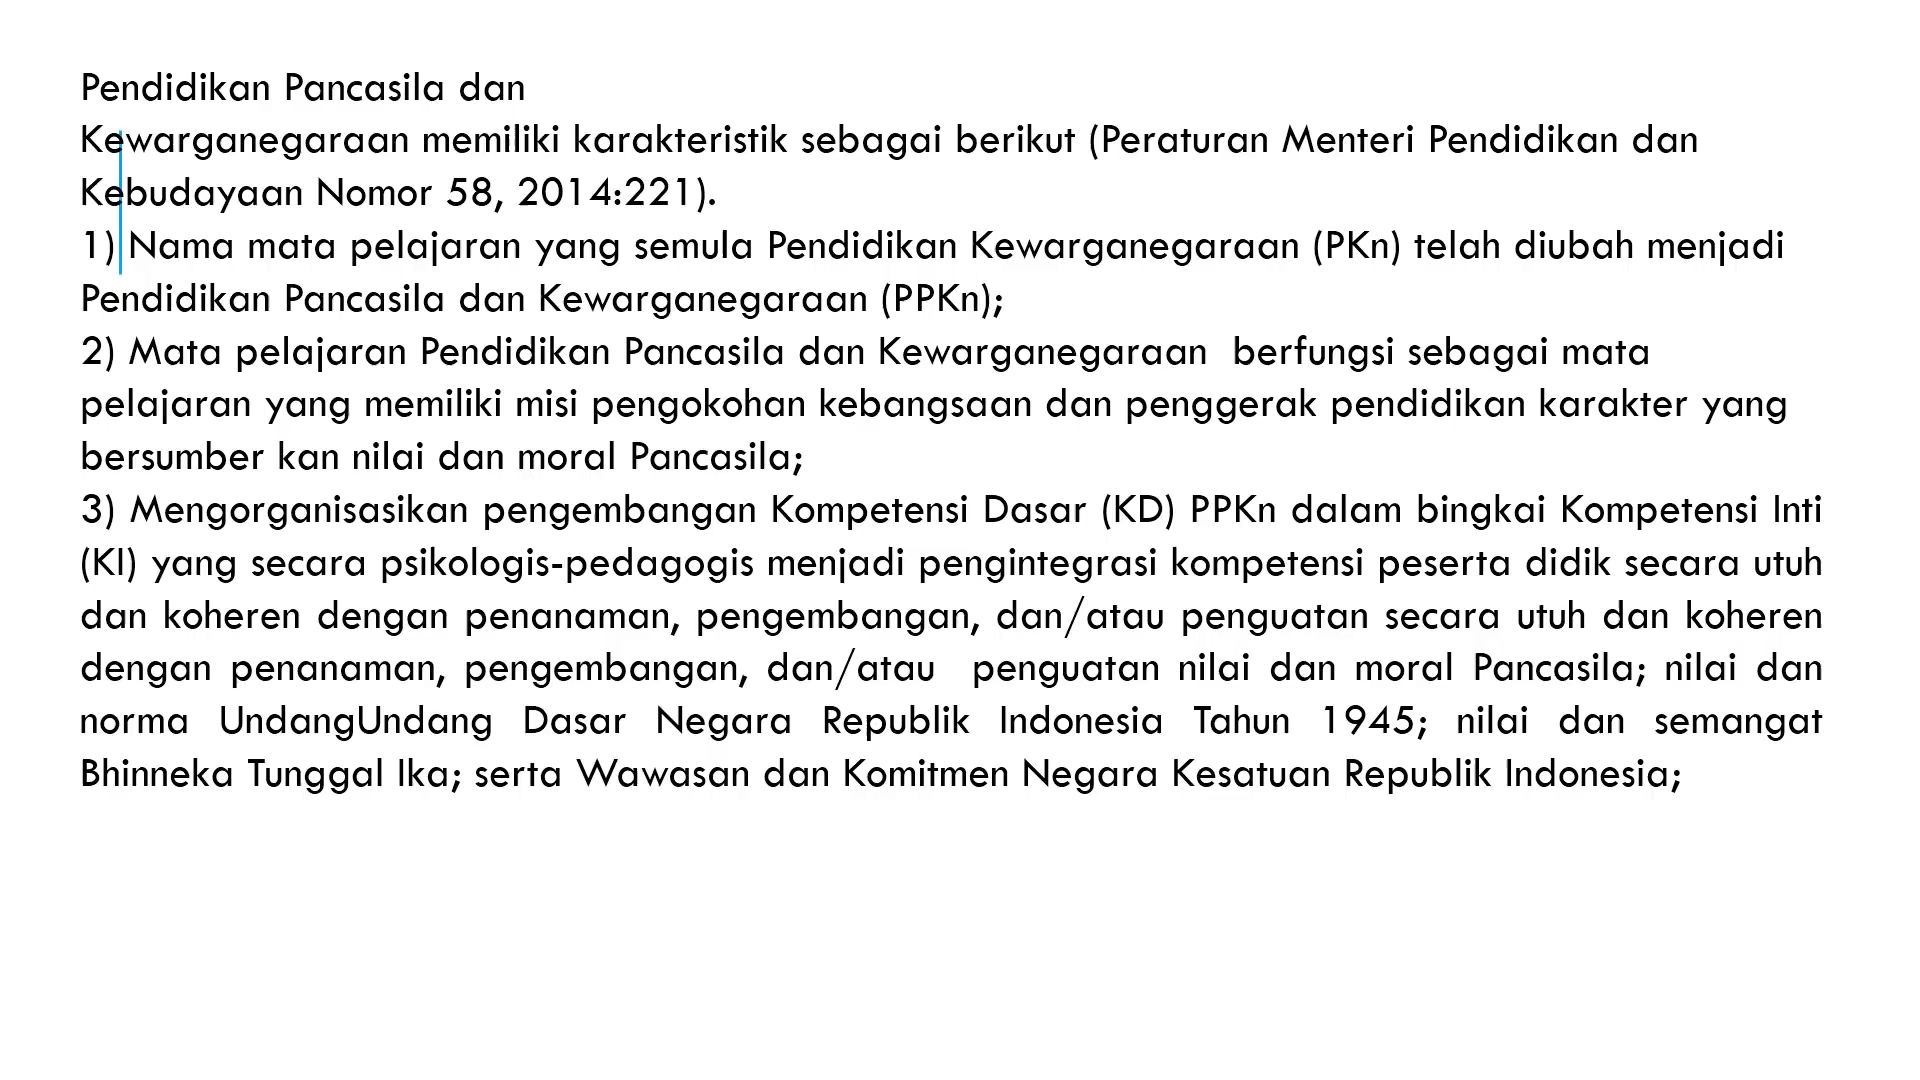 Pendidikan Pancasila dan
Kewarganegaraan memiliki karakteristik sebagai berikut (Peraturan Menteri Pendidikan dan
Kebudayaan Nomor 58, 2014:221).
1) Nama mata pelajaran yang semula Pendidikan Kewarganegaraan (PKn) telah diubah menjadi
Pendidikan Pancasila dan Kewarganegaraan (PPKn);
2) Mata pelajaran Pendidikan Pancasila dan Kewarganegaraan  berfungsi sebagai mata
pelajaran yang memiliki misi pengokohan kebangsaan dan penggerak pendidikan karakter yang
bersumber kan nilai dan moral Pancasila;
3) Mengorganisasikan pengembangan Kompetensi Dasar (KD) PPKn dalam bingkai Kompetensi Inti
(KI) yang secara psikologis-pedagogis menjadi pengintegrasi kompetensi peserta didik secara utuh
dan koheren dengan penanaman, pengembangan, dan/atau penguatan secara utuh dan koheren
dengan penanaman, pengembangan, dan/atau  penguatan nilai dan moral Pancasila; nilai dan
norma UndangUndang Dasar Negara Republik Indonesia Tahun 1945; nilai dan semangat
Bhinneka Tunggal Ika; serta Wawasan dan Komitmen Negara Kesatuan Republik Indonesia;